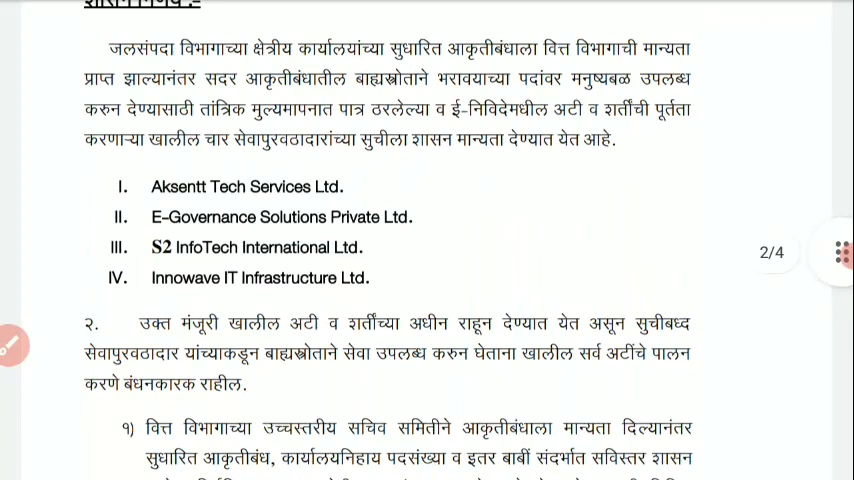 शासन निर्णय :-
जलसंपदा विभागाच्या क्षेत्रीय कार्यालयांच्या सुधारित आकृतीबंधाला वित्त विभागाची मान्यता
प्राप्त झाल्यानंतर सदर आकृतीबंधातील बाह्यस्त्रोताने भरावयाच्या पदांवर मनुष्यबळ उपलब्ध
करुन देण्यासाठी तांत्रिक मुल्यमापनात पात्र ठरलेल्या व ई-निविदेमधील अटी व शर्तींची पूर्तता
करणाऱ्या खालील चार सेवापुरवठादारांच्या सुचीला शासन मान्यता देण्यात येत आहे.
I. Aksentt Tech Services Ltd.
II. E-Governance Solutions Private Ltd.
III. S2 InfoTech International Ltd.
2/4
IV. Innowave IT Infrastructure Ltd.
२. उक्त मंजूरी खालील अटी व शर्तींच्या अधीन राहून देण्यात येत असून सुचीबध्द
सेवापुरवठादार यांच्याकडून बाह्यस्त्रोताने सेवा उपलब्ध करुन घेताना खालील सर्व अटींचे पालन
करणे बंधनकारक राहील.
१) वित्त विभागाच्या उच्चस्तरीय सचिव समितीने आकृतीबंधाला मान्यता दिल्यानंतर
सुधारित आकृतीबंध, कार्यालयनिहाय पदसंख्या व इतर बाबीं संदर्भात सविस्तर शासन